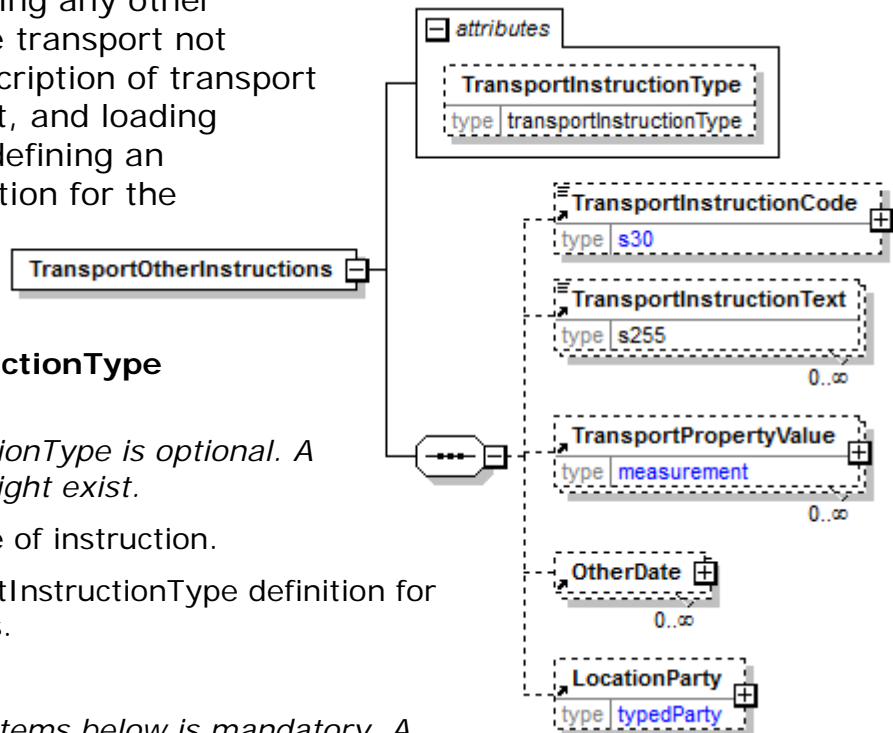 ing any other
e transport not
cription of transport
t, and loading
defining an
tion for the
ctionType
ionType is optional. A
ight exist.
e of instruction.
tInstructionType definition for
s.
tems below is mandatory. A
attributes
TransportInstructionType
type transportInstructionType
TransportOtherInstructions
TransportInstructionCode
type s30
TransportInstructionText
type s255
0..∞
TransportPropertyValue
type measurement
0..∞
OtherDate
0..∞
LocationParty
type typedParty